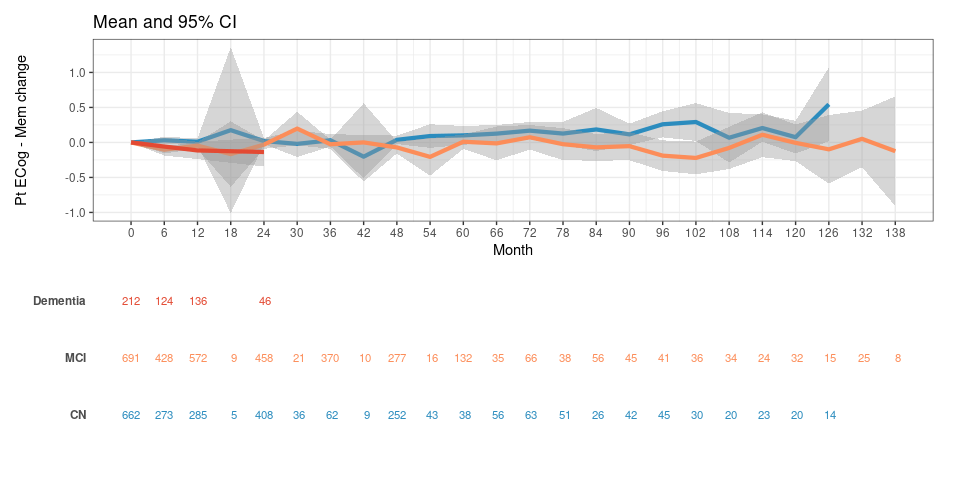 Mean and 95% CI
Pt ECog - Mem change
1.0
0.5
0.0
-0.5
-1.0
0 6 12 18 24 30 36 42 48 54 60 66 72 78 84 90 96 102 108 114 120 126 132 138
Month
Dementia 212 124 136 46
MCI 691 428 572 9 458 21 370 10 277 16 132 35 66 38 56 45 41 36 34 24 32 15 25 8
CN 662 273 285 5 408 36 62 9 252 43 38 56 63 51 26 42 45 30 20 23 20 14